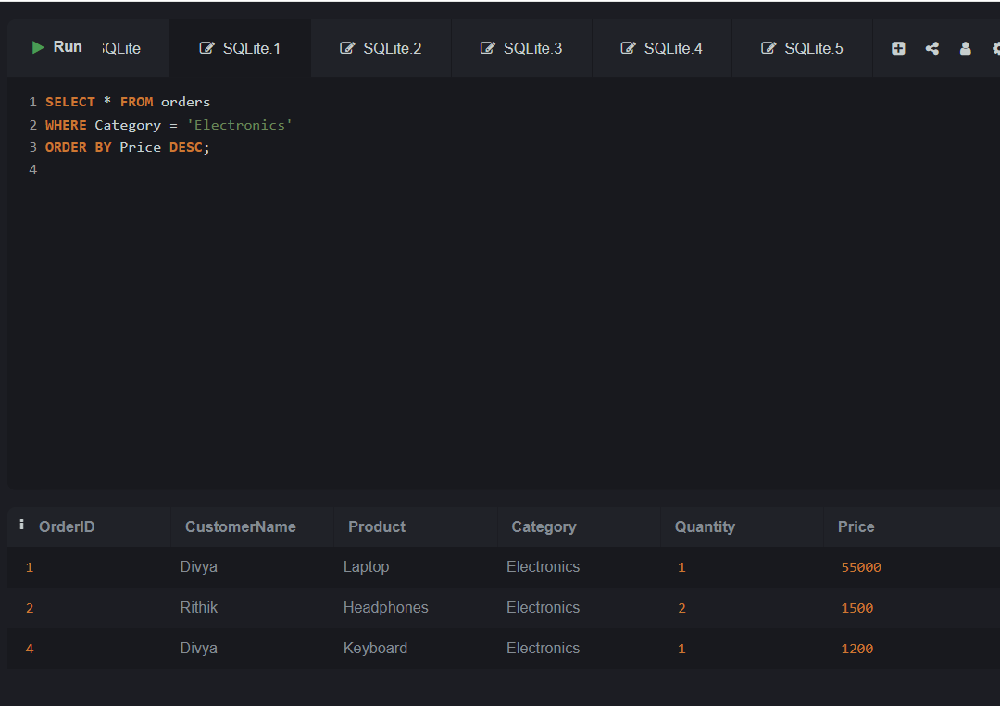 Run SQLite SQLite.1 SQLite.2 SQLite.3 SQLite.4 SQLite.5
1 SELECT * FROM orders
2 WHERE Category = 'Electronics'
3 ORDER BY Price DESC;
4
OrderID CustomerName Product Category Quantity Price
1 Divya Laptop Electronics 1 55000
2 Rithik Headphones Electronics 2 1500
4 Divya Keyboard Electronics 1 1200